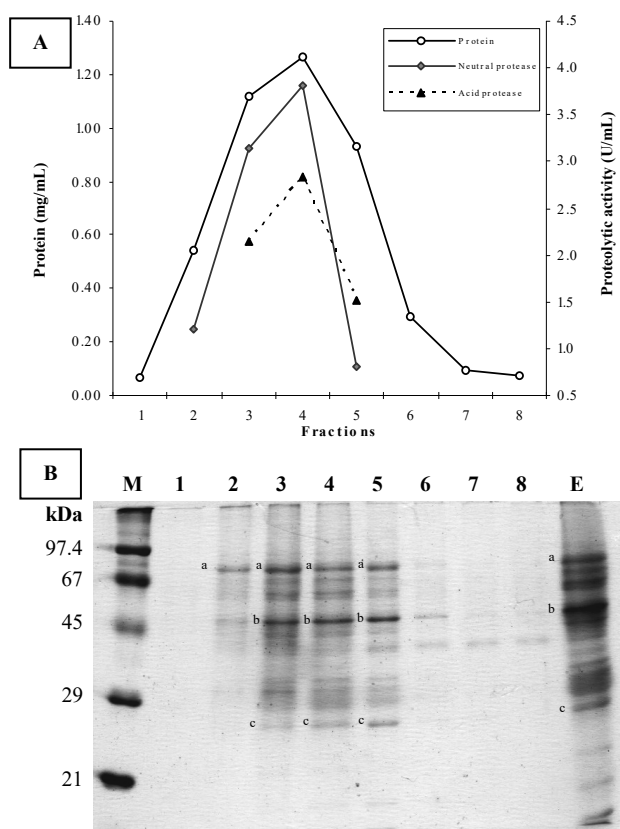 A
1.40
1.20
1.00
0.80
0.60
0.40
0.20
0.00
Protein (mg/mL)
4.5
4.0
3.5
3.0
2.5
2.0
1.5
1.0
0.5
Proteolytic activity (U/mL)
Protein
Neutral protease
Acid protease
1 2 3 4 5 6 7 8
Fractions
B
M 1 2 3 4 5 6 7 8 E
kDa
97.4
67
45
29
21
a a a a a
b b b b
c c c c